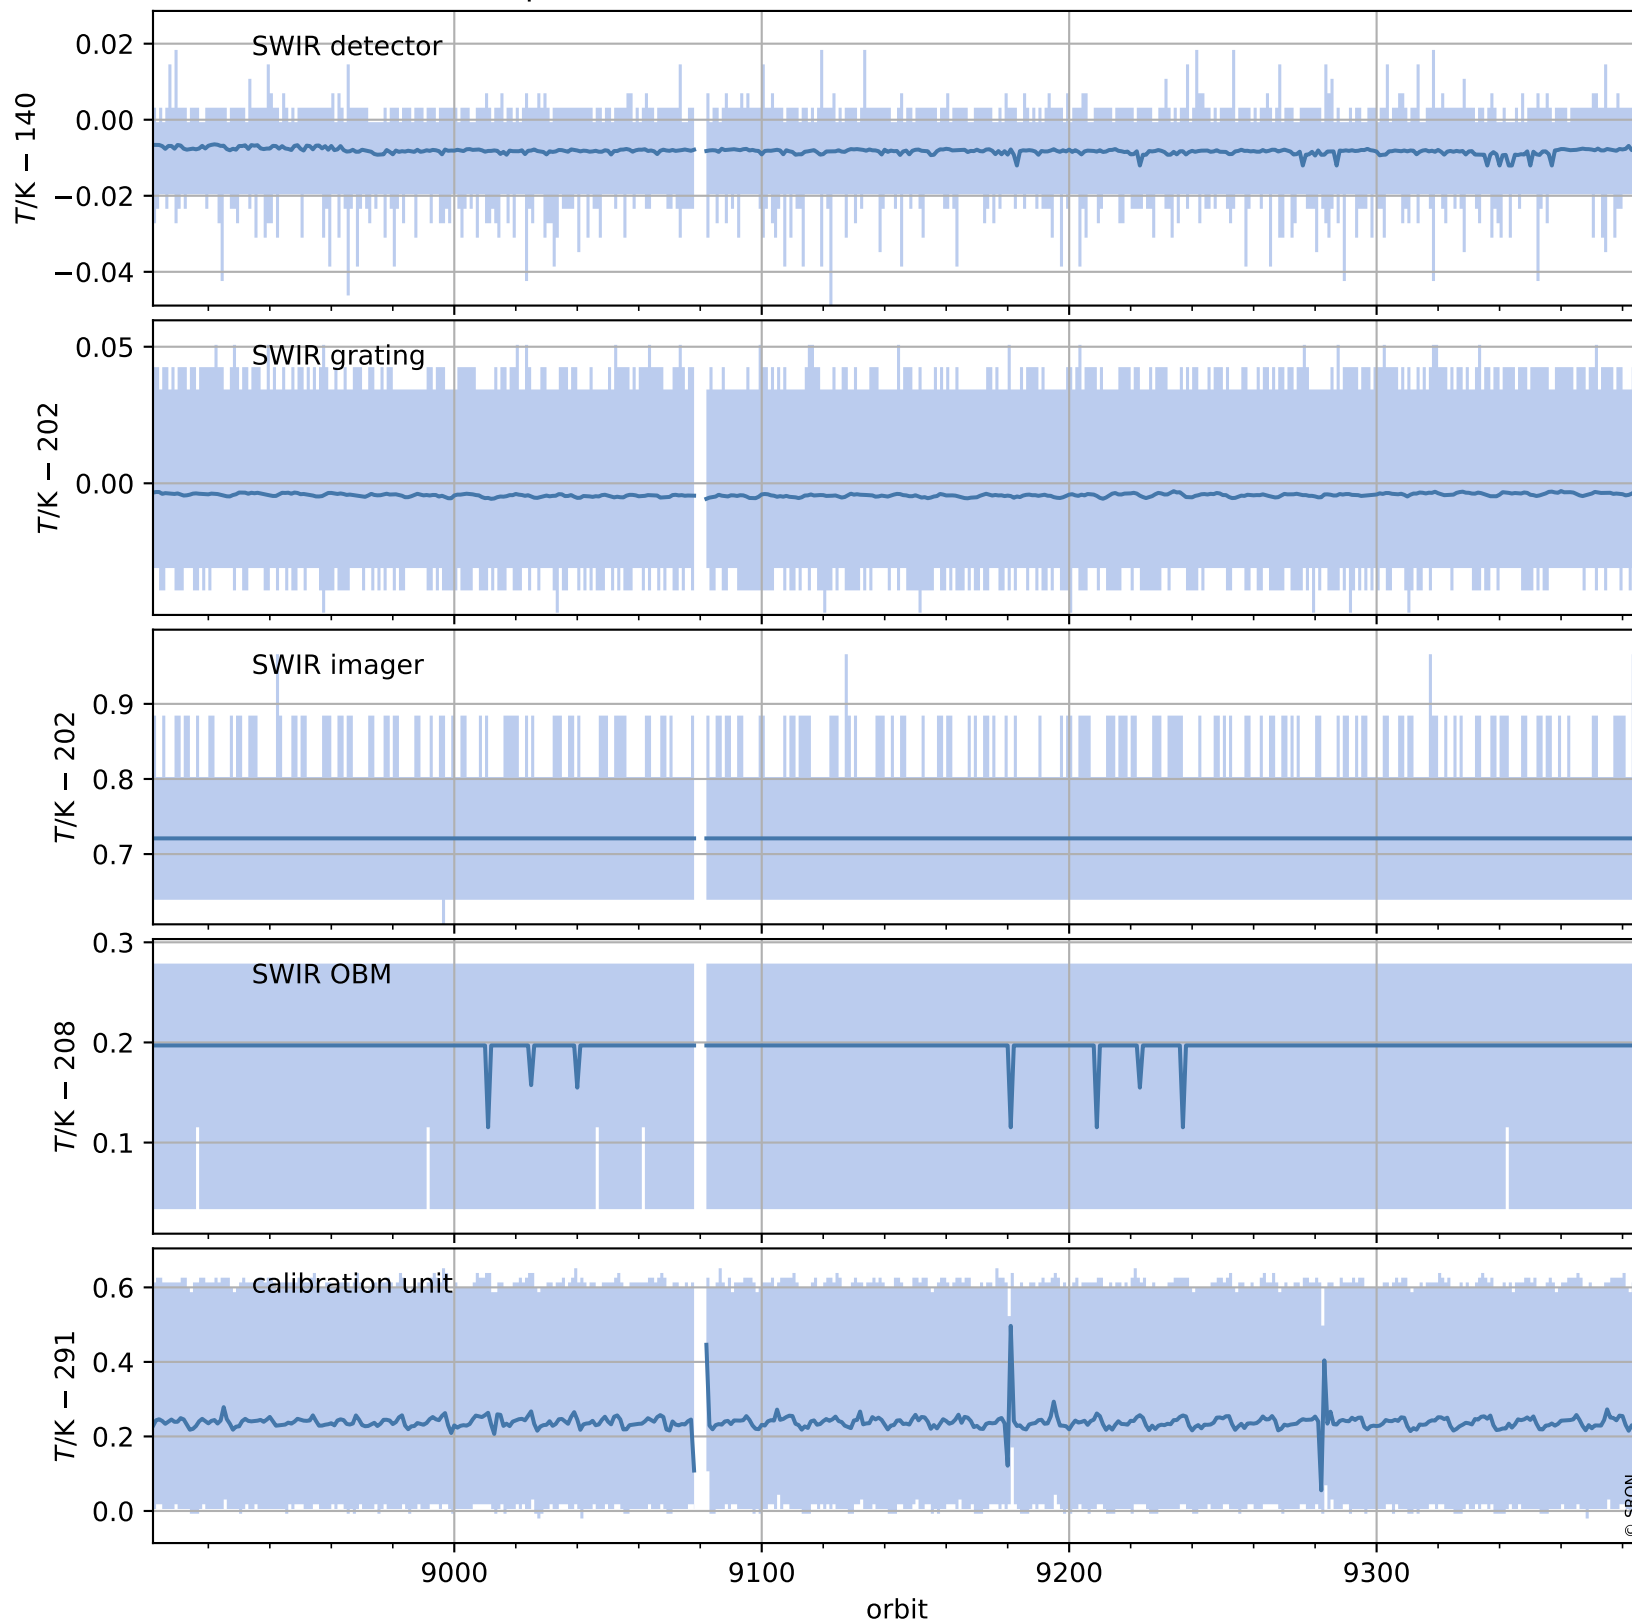 SWIR detector
0.02
0.00
−0.02
−0.04
T/K − 140
SWIR grating
0.05
0.00
T/K − 202
SWIR imager
0.9
0.8
0.7
T/K − 202
SWIR OBM
0.3
0.2
0.1
T/K − 208
calibration unit
0.6
0.4
0.2
0.0
T/K − 291
9000 9100 9200 9300
orbit
© SRON